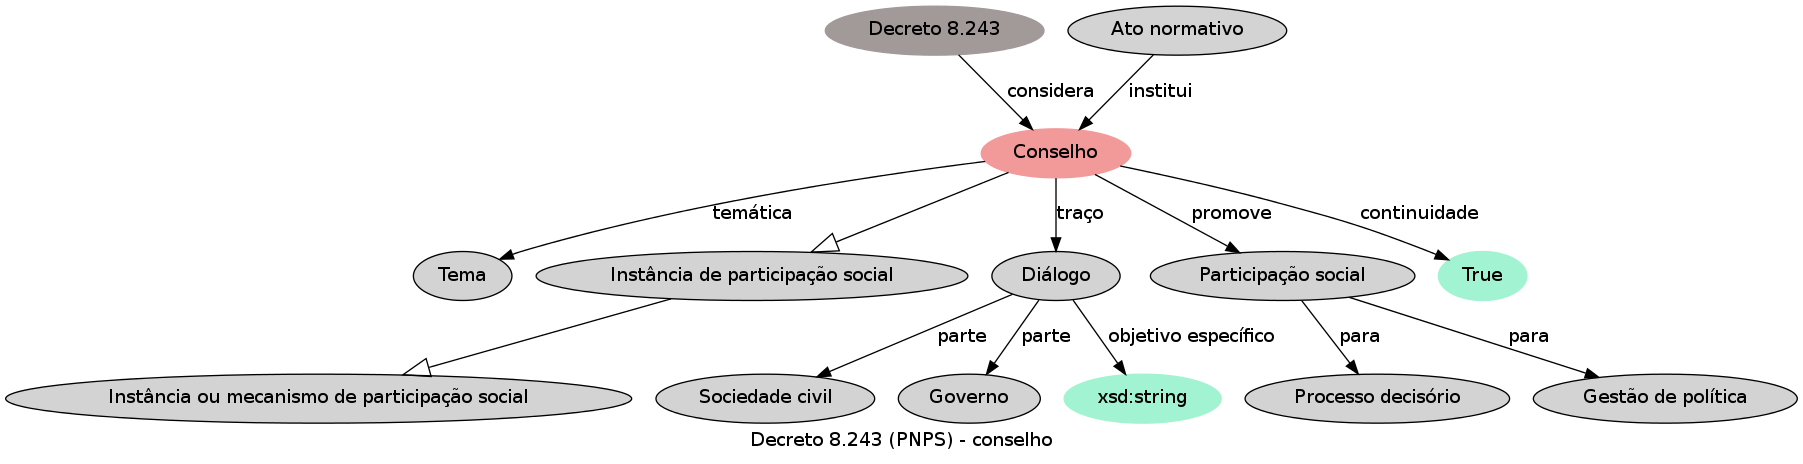 Decreto 8.243
Ato normativo
considera
institui
Conselho
temática
traço
promove
continuidade
Tema
Instância de participação social
Diálogo
Participação social
True
parte
parte
objetivo específico
para
para
Instância ou mecanismo de participação social
Sociedade civil
Governo
xsd:string
Processo decisório
Gestão de política
Decreto 8.243 (PNPS) - conselho